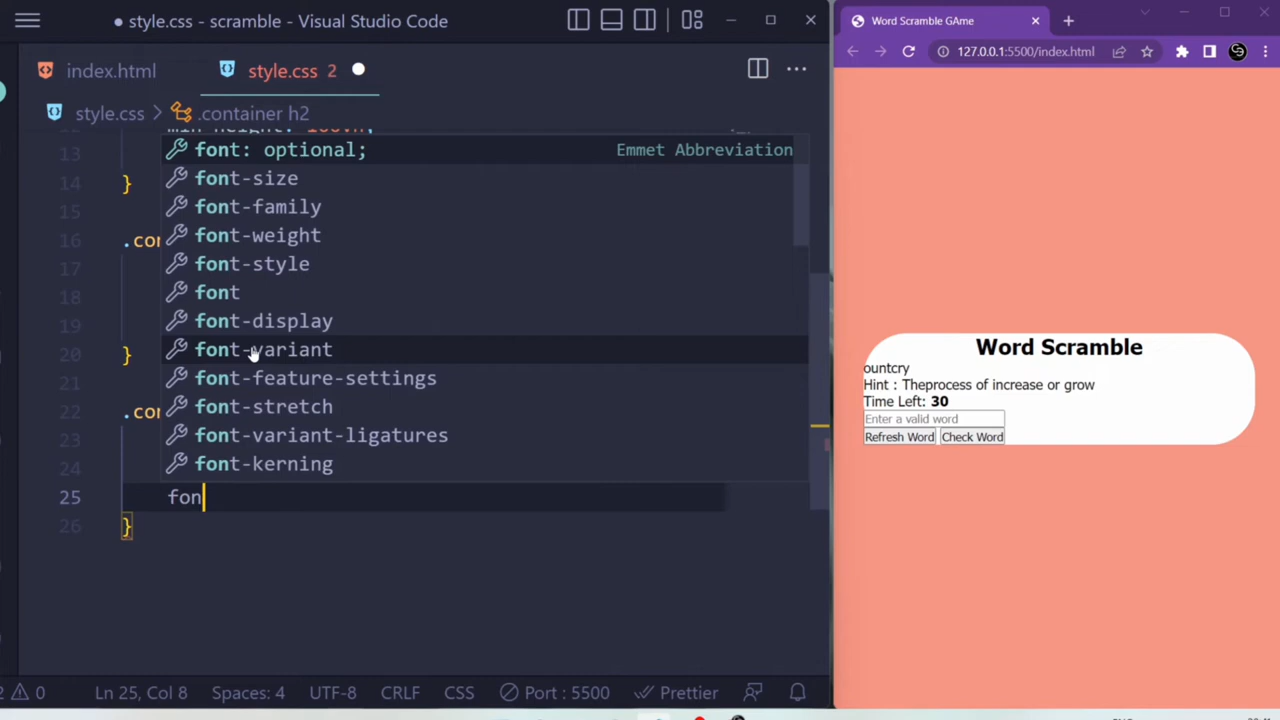 style.css - scramble - Visual Studio Code
index.html
style.css 2
style.css > .container h2
13
14 }
15
16 .con
17
18
19
20 }
21
22 .con
23
24
25 fon
26 }
font: optional; Emmet Abbreviation
font-size
font-family
font-weight
font-style
font
font-display
font-variant
font-feature-settings
font-stretch
font-variant-ligatures
font-kerning
0 Ln 25, Col 8 Spaces: 4 UTF-8 CRLF CSS Port : 5500 Prettier
Word Scramble GAme
127.0.0.1:5500/index.html
Word Scramble
ountcry
Hint : Theprocess of increase or grow
Time Left: 30
Enter a valid word
Refresh Word Check Word